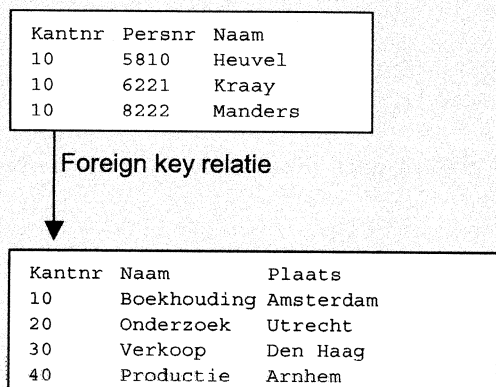 Kantnr Persnr Naam
10 5810 Heuvel
10 6221 Kraay
10 8222 Manders
Foreign key relatie
Kantnr Naam Plaats
10 Boekhouding Amsterdam
20 Onderzoek Utrecht
30 Verkoop Den Haag
40 Productie Arnhem